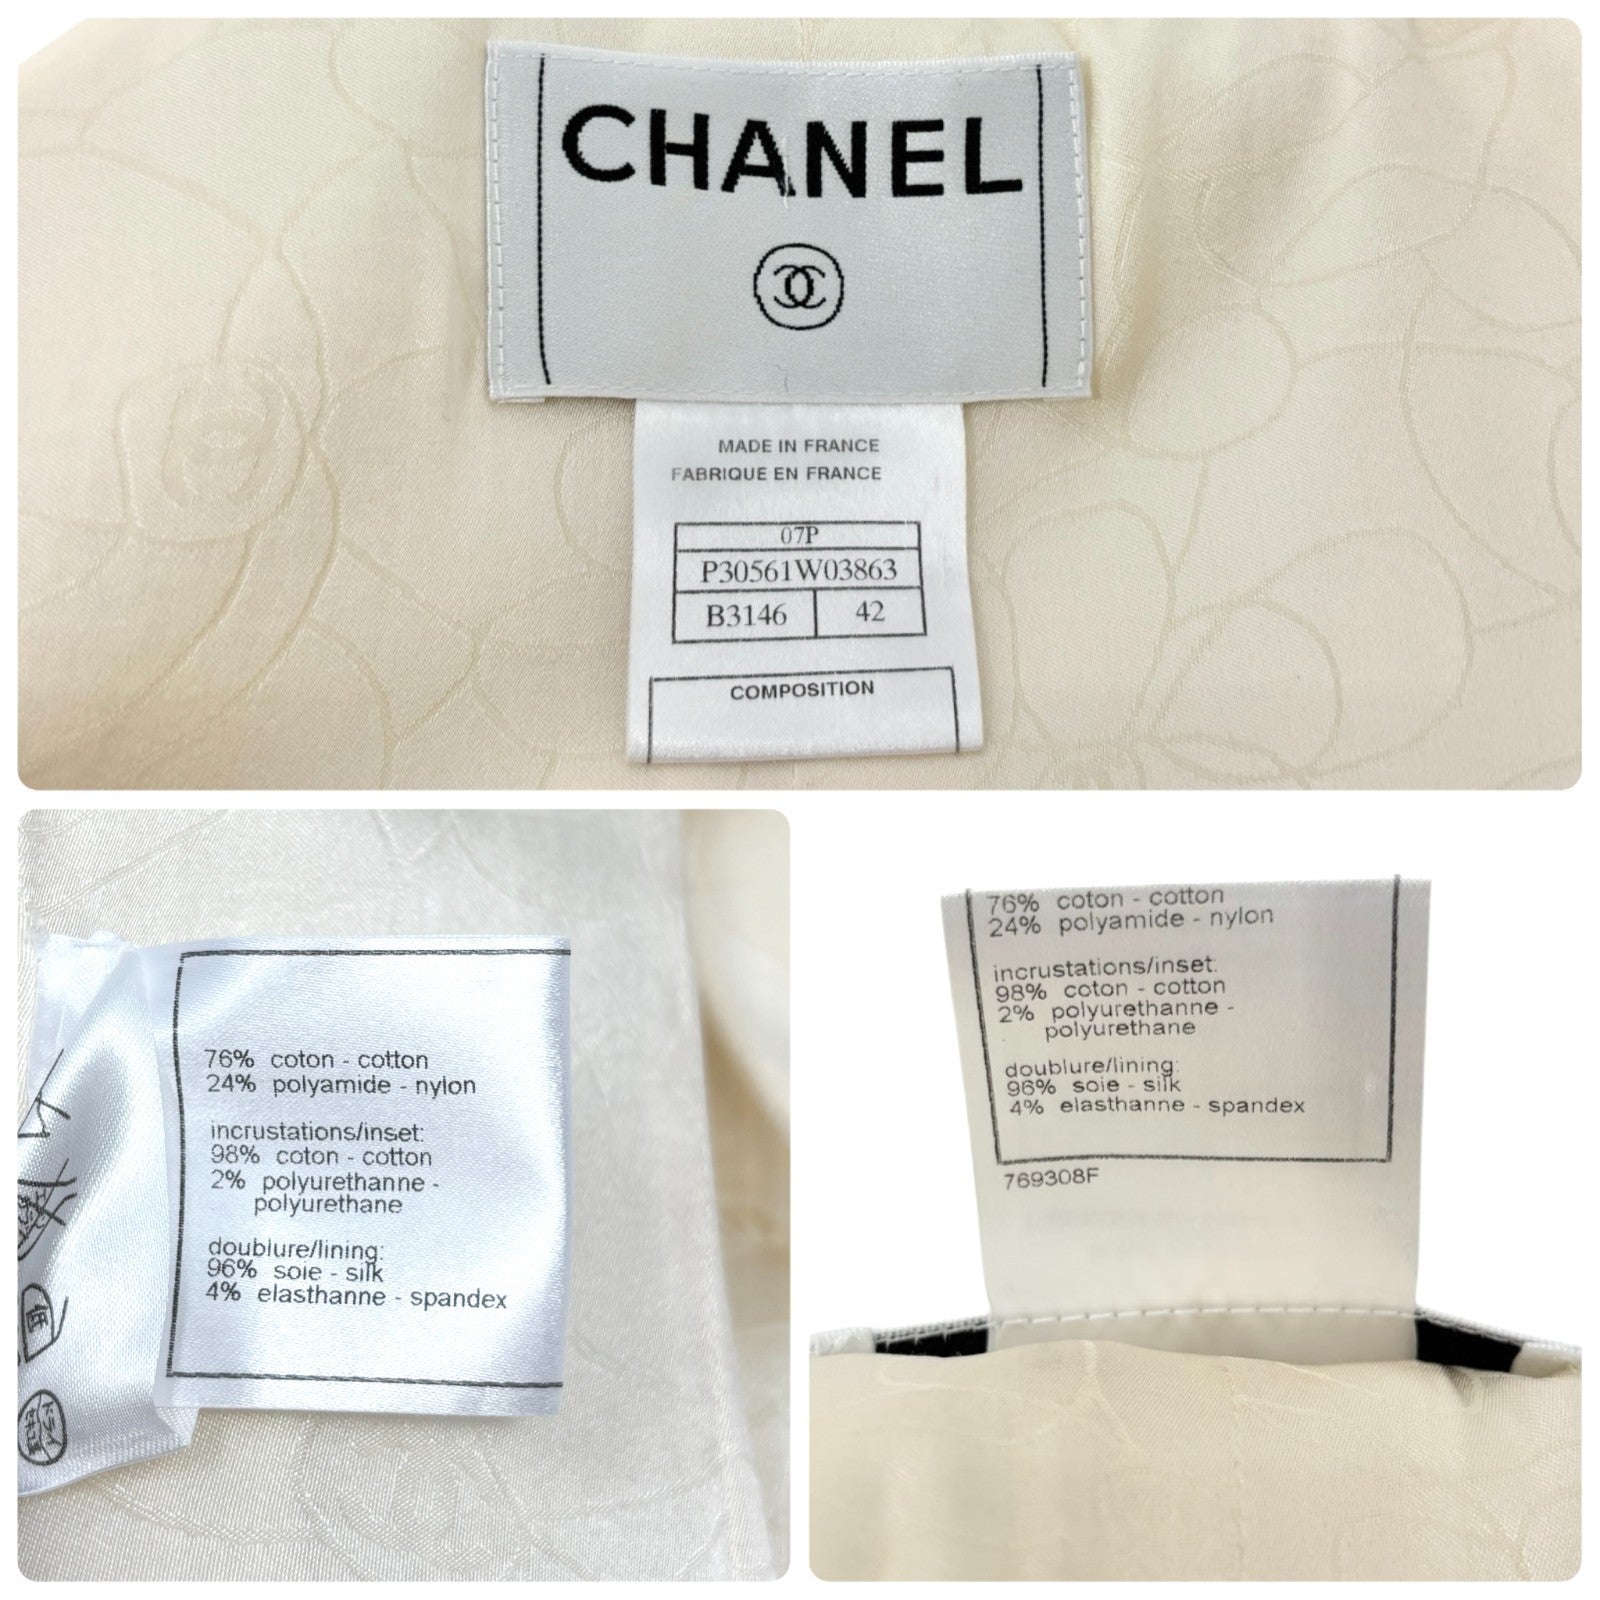 CHANEL
MADE IN FRANCE
FABRIQUE EN FRANCE
07P
P30561W03863
B3146 42
COMPOSITION
76% coton - cotton
24% polyamide - nylon
incrustations/inset:
98% coton - cotton
2% polyurethanne -
polyurethane
doublure/lining:
96% soie - silk
4% elasthanne - spandex
ドライ
76% coton - cotton
24% polyamide - nylon
incrustations/inset:
98% coton - cotton
2% polyurethanne -
polyurethane
doublure/lining:
96% soie - silk
4% elasthanne - spandex
769308F